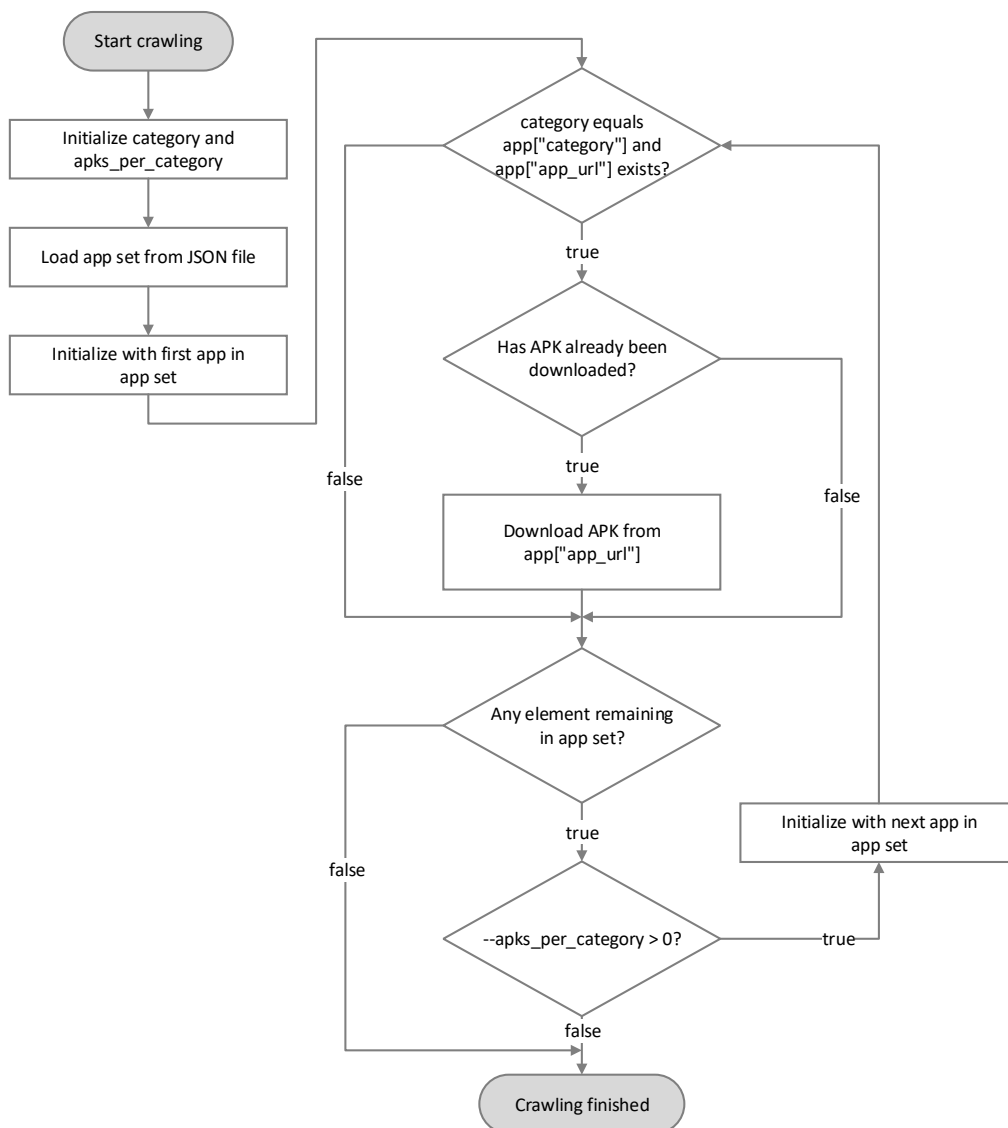 Start crawling
Initialize category and
apks_per_category
Load app set from JSON file
Initialize with first app in
app set
category equals
app["category"] and
app["app_url"] exists?
true
Has APK already been
downloaded?
true
false
false
Download APK from
app["app_url"]
Any element remaining
in app set?
true
false
Initialize with next app in
app set
--apks_per_category > 0?
true
false
Crawling finished